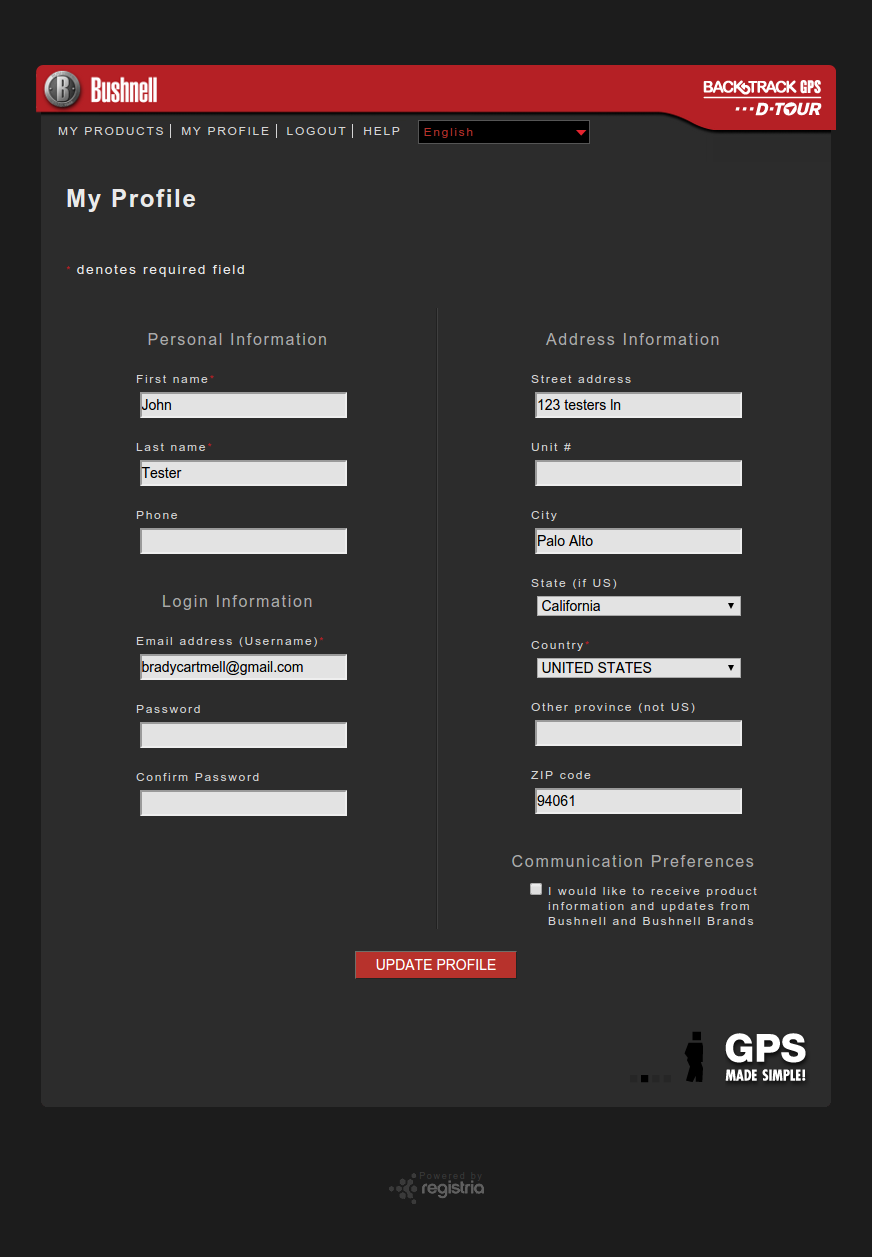 B Bushnell
BACKTRACK GPS
D-TOUR
MY PRODUCTS MY PROFILE LOGOUT HELP English
My Profile
* denotes required field
Personal Information
First name*
John
Last name*
Tester
Phone
Login Information
Email address (Username)*
bradycartmell@gmail.com
Password
Confirm Password
Address Information
Street address
123 testers ln
Unit #
City
Palo Alto
State (if US)
California
Country*
UNITED STATES
Other province (not US)
ZIP code
94061
Communication Preferences
I would like to receive product
information and updates from
Bushnell and Bushnell Brands
UPDATE PROFILE
GPS
MADE SIMPLE!
Powered by
registria